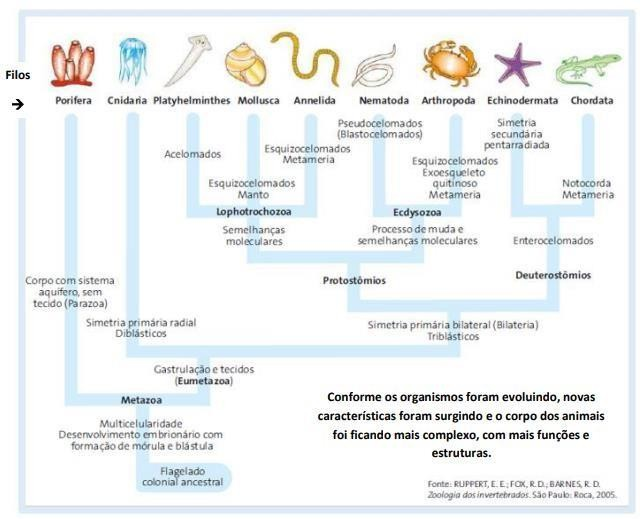 Filos
➔
Porifera Cnidaria Platyhelminthes Mollusca Annelida Nematoda Arthropoda Echinodermata Chordata
Pseudocelomados
(Blastocelomados)
Simetria
secundária
pentarradiada
Acelomados
Esquizocelomados
Metameria
Esquizocelomados
Exoesqueleto
quitinoso
Metameria
Esquizocelomados
Manto
Notocorda
Metameria
Lophotrochozoa
Ecdysozoa
Semelhanças
moleculares
Processo de muda e
semelhanças moleculares
Enterocelomados
Protostômios
Deuterostômios
Corpo com sistema
aquífero, sem
tecido (Parazoa)
Simetria primária radial
Diblásticos
Simetria primária bilateral (Bilateria)
Triblásticos
Gastrulação e tecidos
(Eumetazoa)
Metazoa
Multicelularidade
Desenvolvimento embrionário com
formação de mórula e blástula
Flagelado
colonial ancestral
Conforme os organismos foram evoluindo, novas
características foram surgindo e o corpo dos animais
foi ficando mais complexo, com mais funções e
estruturas.
Fonte: RUPPERT, E. E.; FOX, R.D.; BARNES, R. D.
Zoologia dos invertebrados. São Paulo: Roca, 2005.